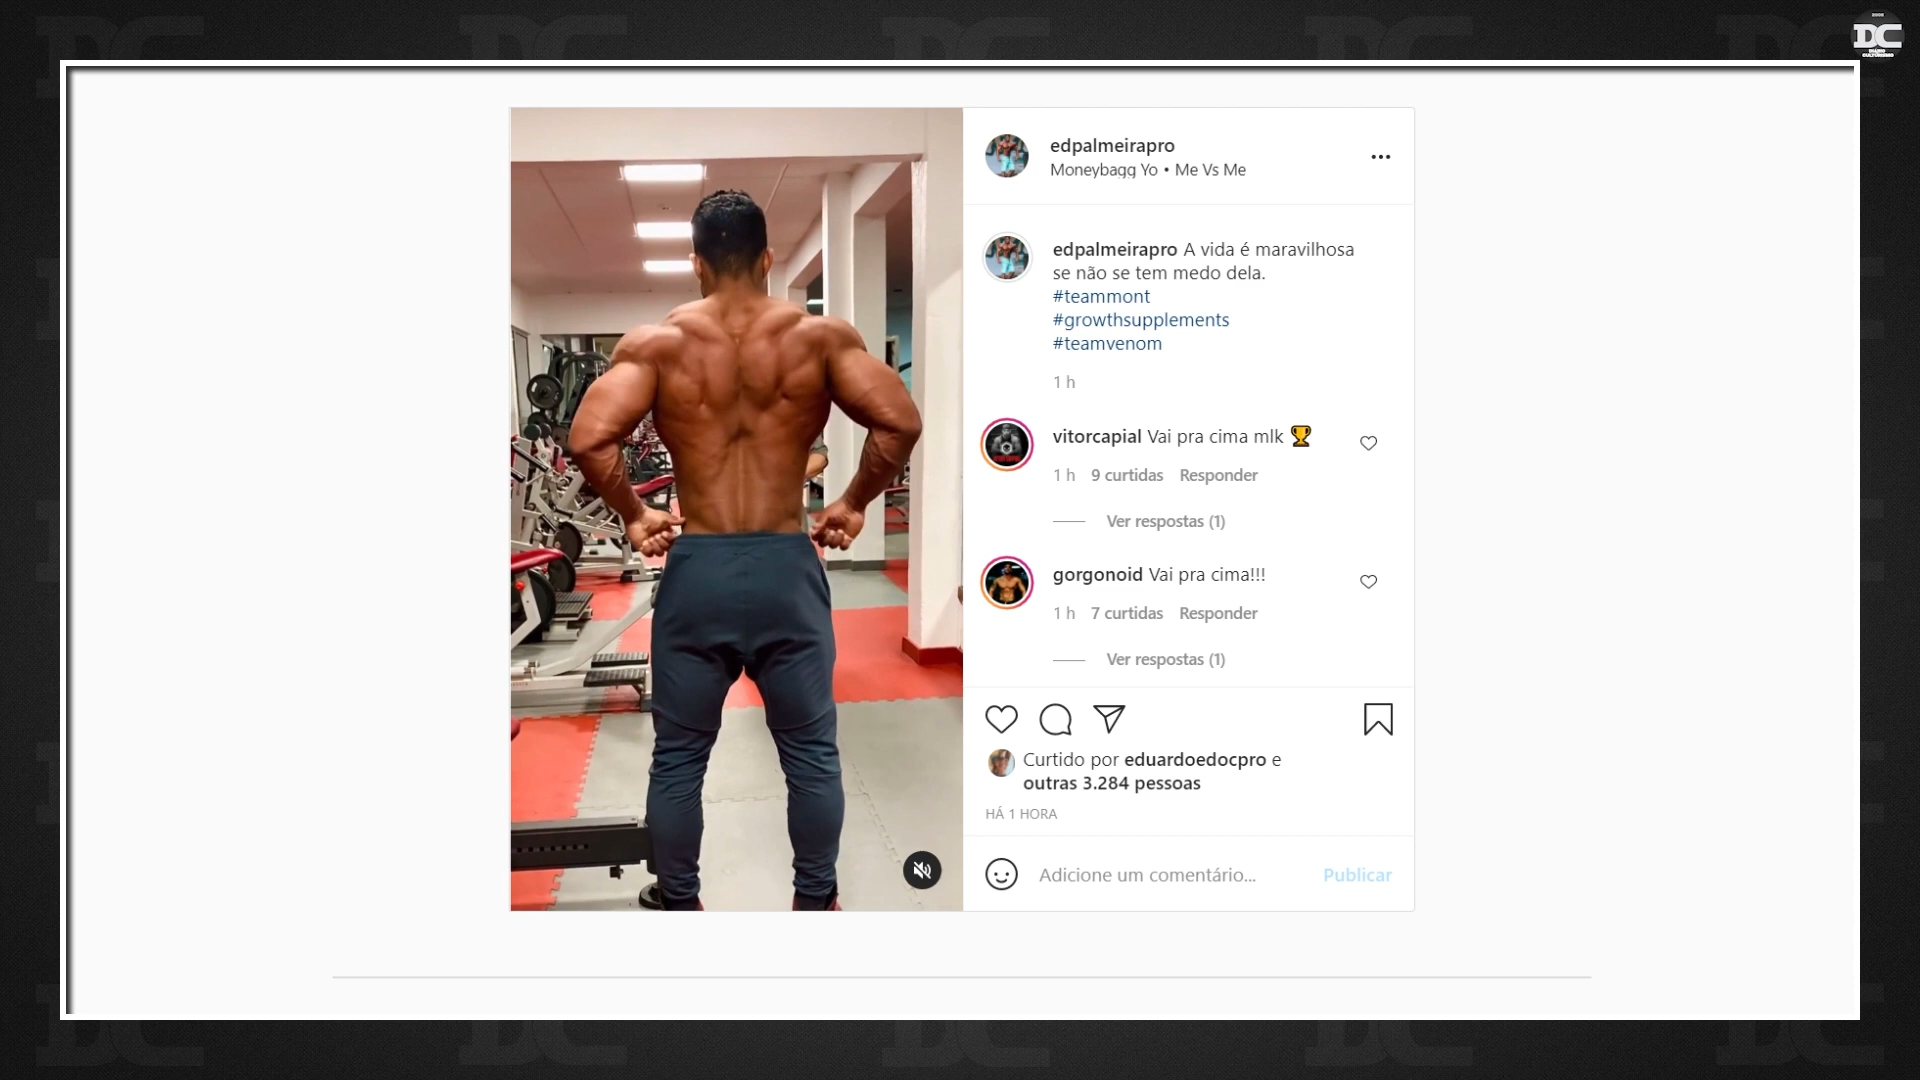 DC
edpalmeirapro
Moneybagg Yo • Me Vs Me
edpalmeirapro A vida é maravilhosa
se não se tem medo dela.
#teammont
#growthsupplements
#teamvenom
1 h
vitorcapial Vai pra cima mlk 🏆
1 h 9 curtidas Responder
Ver respostas (1)
gorgonoid Vai pra cima!!!
1 h 7 curtidas Responder
Ver respostas (1)
Curtido por eduardoedocpro e
outras 3.284 pessoas
HÁ 1 HORA
Adicione um comentário... Publicar